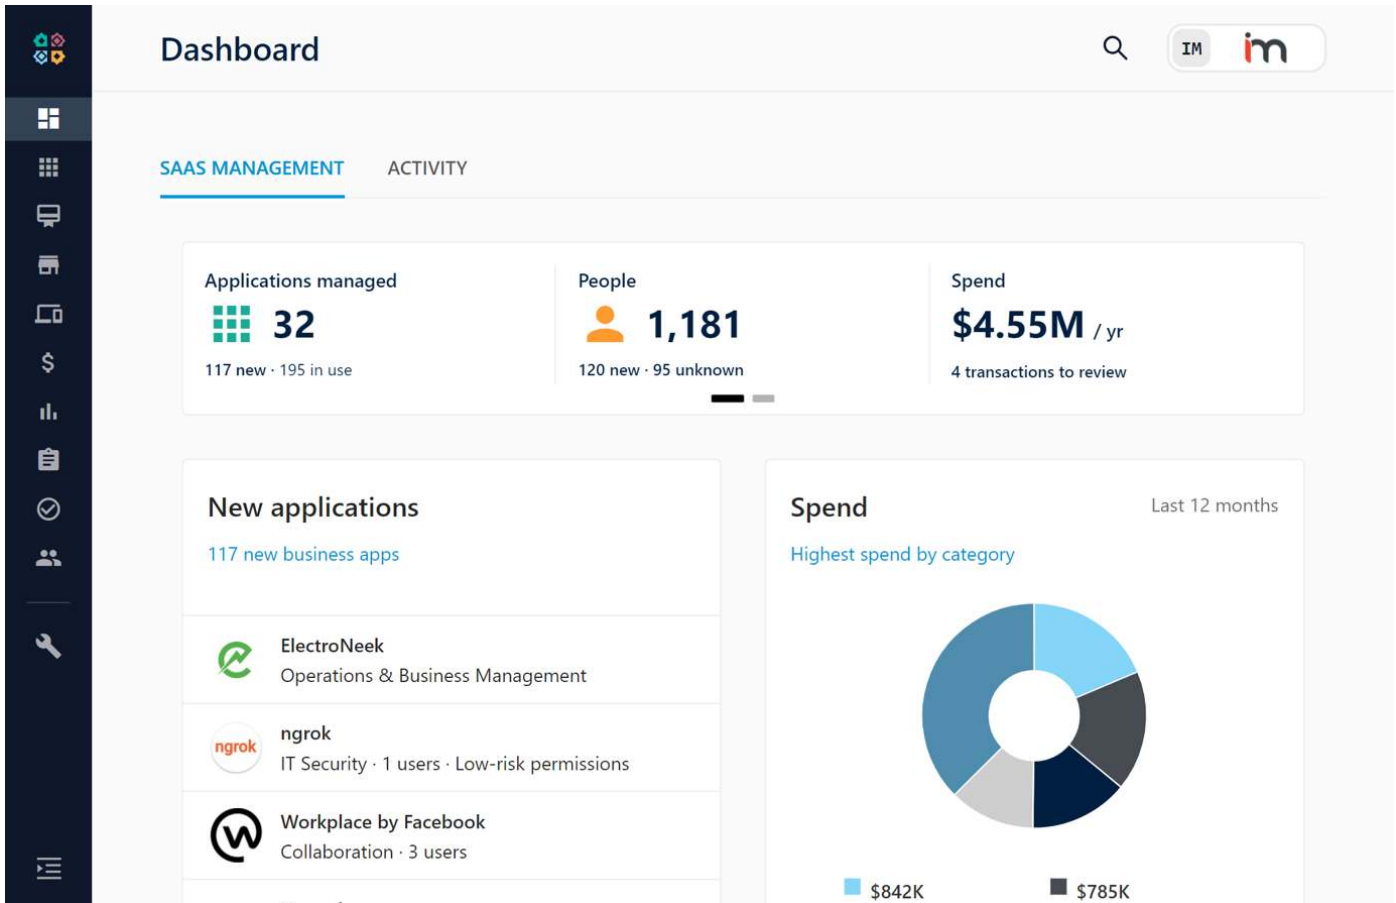 Dashboard
IM
im
SAAS MANAGEMENT
ACTIVITY
Applications managed
32
117 new · 195 in use
People
1,181
120 new · 95 unknown
Spend
$4.55M / yr
4 transactions to review
New applications
117 new business apps
ElectroNeek
Operations & Business Management
ngrok
ngrok
IT Security · 1 users · Low-risk permissions
Workplace by Facebook
Collaboration · 3 users
Spend
Last 12 months
Highest spend by category
$842K
$785K